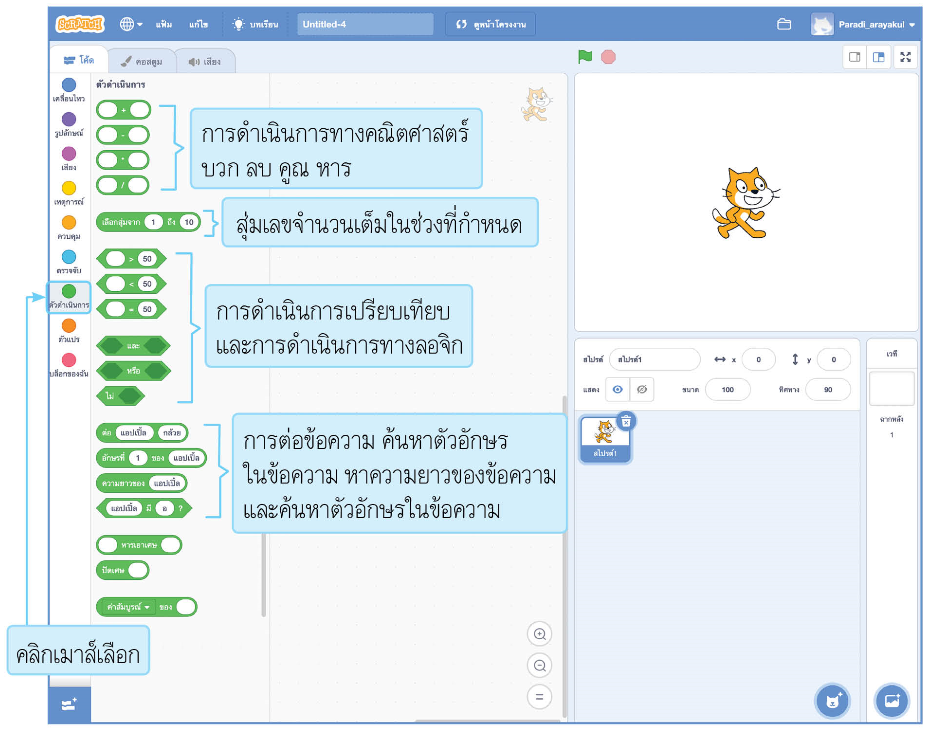 SCRATCH
แฟ้ม แก้ไข บทเรียน Untitled-4 ดูหน้าโครงงาน Paradi_arayakul
โค้ด คอสตูม เสียง
เคลื่อนไหว
รูปลักษณ์
เสียง
เหตุการณ์
ควบคุม
ตรวจจับ
ตัวดำเนินการ
ตัวแปร
บล็อกของฉัน
ตัวดำเนินการ
+
-
*
/
การดำเนินการทางคณิตศาสตร์
บวก ลบ คูณ หาร
เลือกสุ่มจาก 1 ถึง 10
สุ่มเลขจำนวนเต็มในช่วงที่กำหนด
> 50
< 50
= 50
และ
หรือ
ไม่
การดำเนินการเปรียบเทียบ
และการดำเนินการทางลอจิก
ต่อ แอปเปิ้ล กล้วย
อักษรที่ 1 ของ แอปเปิ้ล
ความยาวของ แอปเปิ้ล
แอปเปิ้ล มี อ ?
การต่อข้อความ ค้นหาตัวอักษร
ในข้อความ หาความยาวของข้อความ
และค้นหาตัวอักษรในข้อความ
หารเอาเศษ
ปัดเศษ
ค่าสัมบูรณ์ ของ
คลิกเมาส์เลือก
สไปรต์ สไปรต์1 x 0 y 0
แสดง ขนาด 100 ทิศทาง 90
สไปรต์1
เวที
ฉากหลัง
1